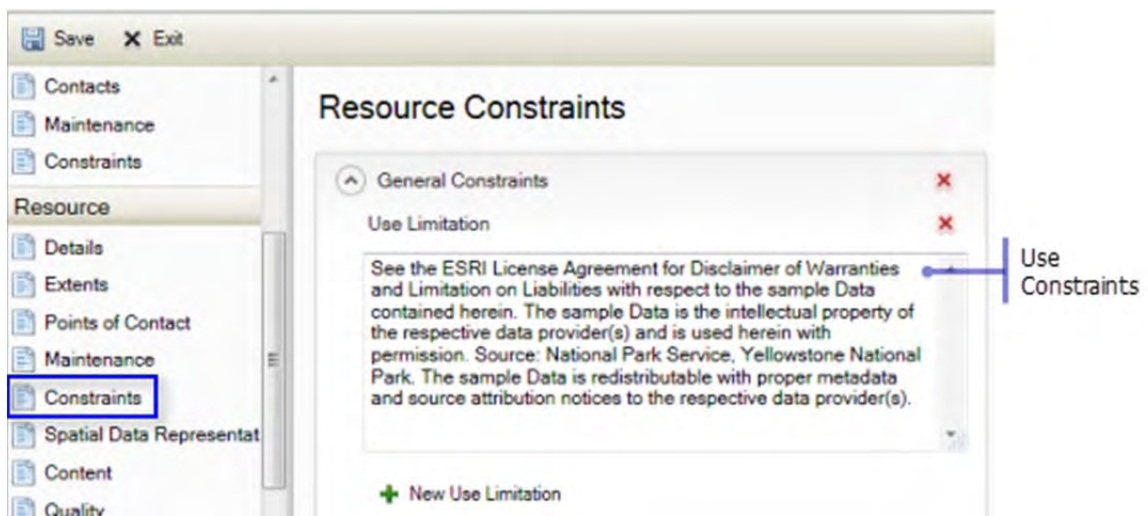 Save Exit
Contacts
Maintenance
Constraints
Resource
Details
Extents
Points of Contact
Maintenance
Constraints
Spatial Data Representat
Content
Quality
Resource Constraints
General Constraints
Use Limitation
See the ESRI License Agreement for Disclaimer of Warranties
and Limitation on Liabilities with respect to the sample Data
contained herein. The sample Data is the intellectual property of
the respective data provider(s) and is used herein with
permission. Source: National Park Service, Yellowstone National
Park. The sample Data is redistributable with proper metadata
and source attribution notices to the respective data provider(s).
New Use Limitation
Use
Constraints